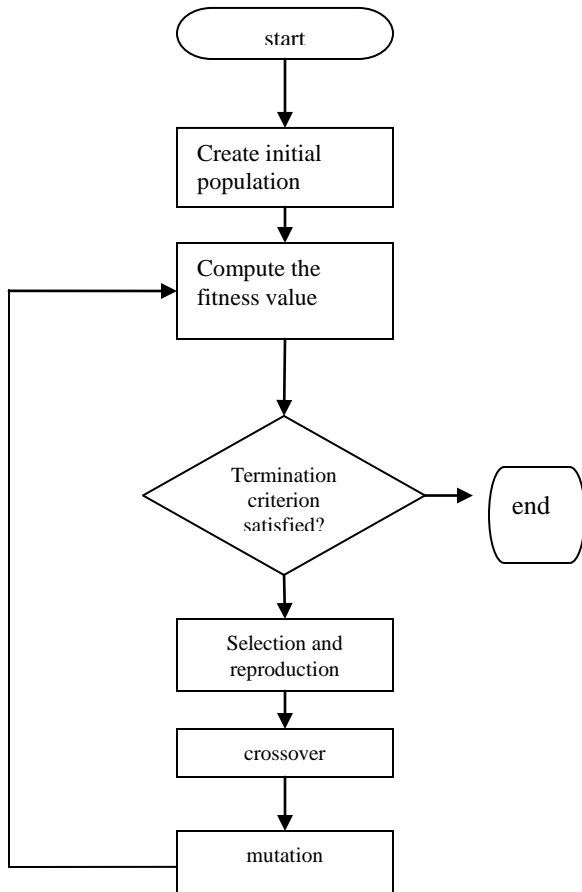 start
Create initial
population
Compute the
fitness value
Termination
criterion
satisfied?
end
Selection and
reproduction
crossover
mutation